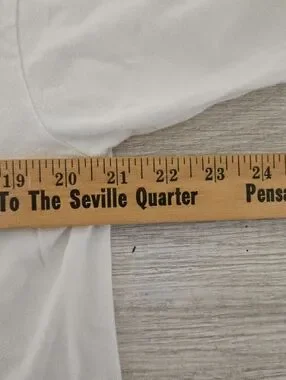 19 20 21 22 23 24
To The Seville Quarter Pensa